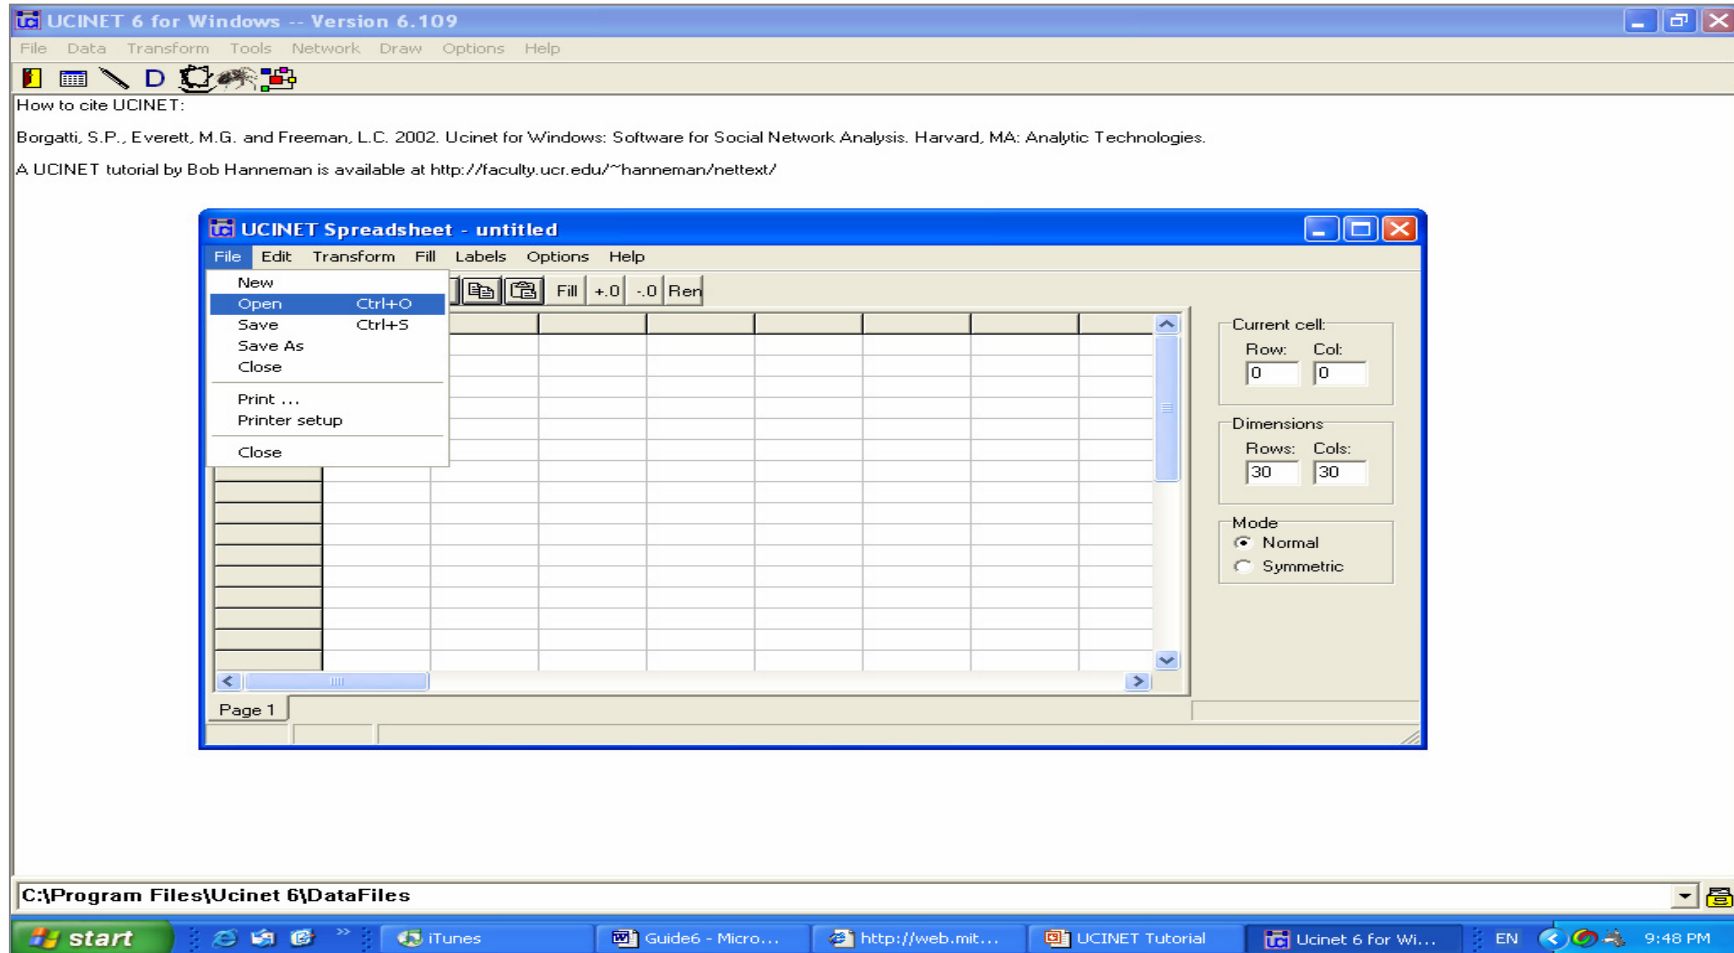 UCINET 6 for Windows -- Version 6.109
File Data Transform Tools Network Draw Options Help
D
How to cite UCINET:
Borgatti, S.P., Everett, M.G. and Freeman, L.C. 2002. Ucinet for Windows: Software for Social Network Analysis. Harvard, MA: Analytic Technologies.
A UCINET tutorial by Bob Hanneman is available at http://faculty.ucr.edu/~hanneman/nettext/
UCINET Spreadsheet - untitled
File Edit Transform Fill Labels Options Help
New
Open Ctrl+O
Save Ctrl+S
Save As
Close
Print ...
Printer setup
Close
Fill +.0 -.0 Ren
Current cell:
Row: Col:
0 0
Dimensions
Rows: Cols:
30 30
Mode
Normal
Symmetric
Page 1
C:\Program Files\Ucinet 6\DataFiles
start iTunes Guide6 - Micro... http://web.mit... UCINET Tutorial Ucinet 6 for Wi... EN 9:48 PM